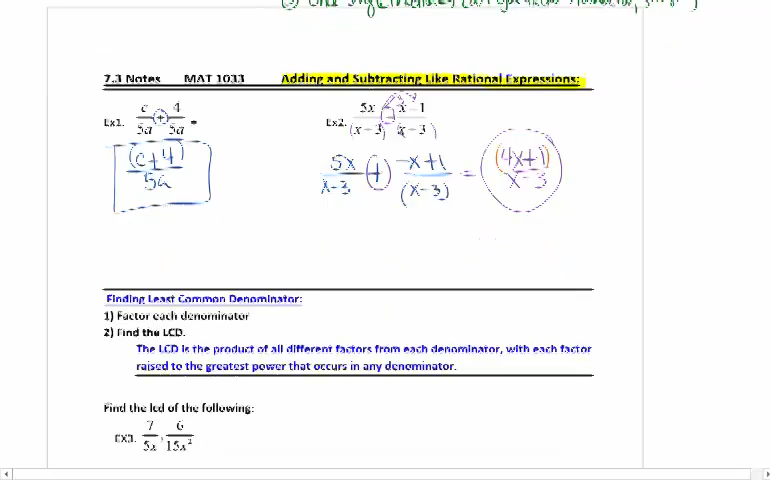 7.3 Notes MAT 1033 Adding and Subtracting Like Rational Expressions:
Ex1. c/5a + 4/5a =
Ex2. 5x/(x-3) - x-1/(x-3)
(c+4)/5a
5x/x-3 + -x+1/(x-3) = (4x+1)/x-3
Finding Least Common Denominator:
1) Factor each denominator
2) Find the LCD.
The LCD is the product of all different factors from each denominator, with each factor
raised to the greatest power that occurs in any denominator.
Find the lcd of the following:
EX3. 7/5x , 6/15x²